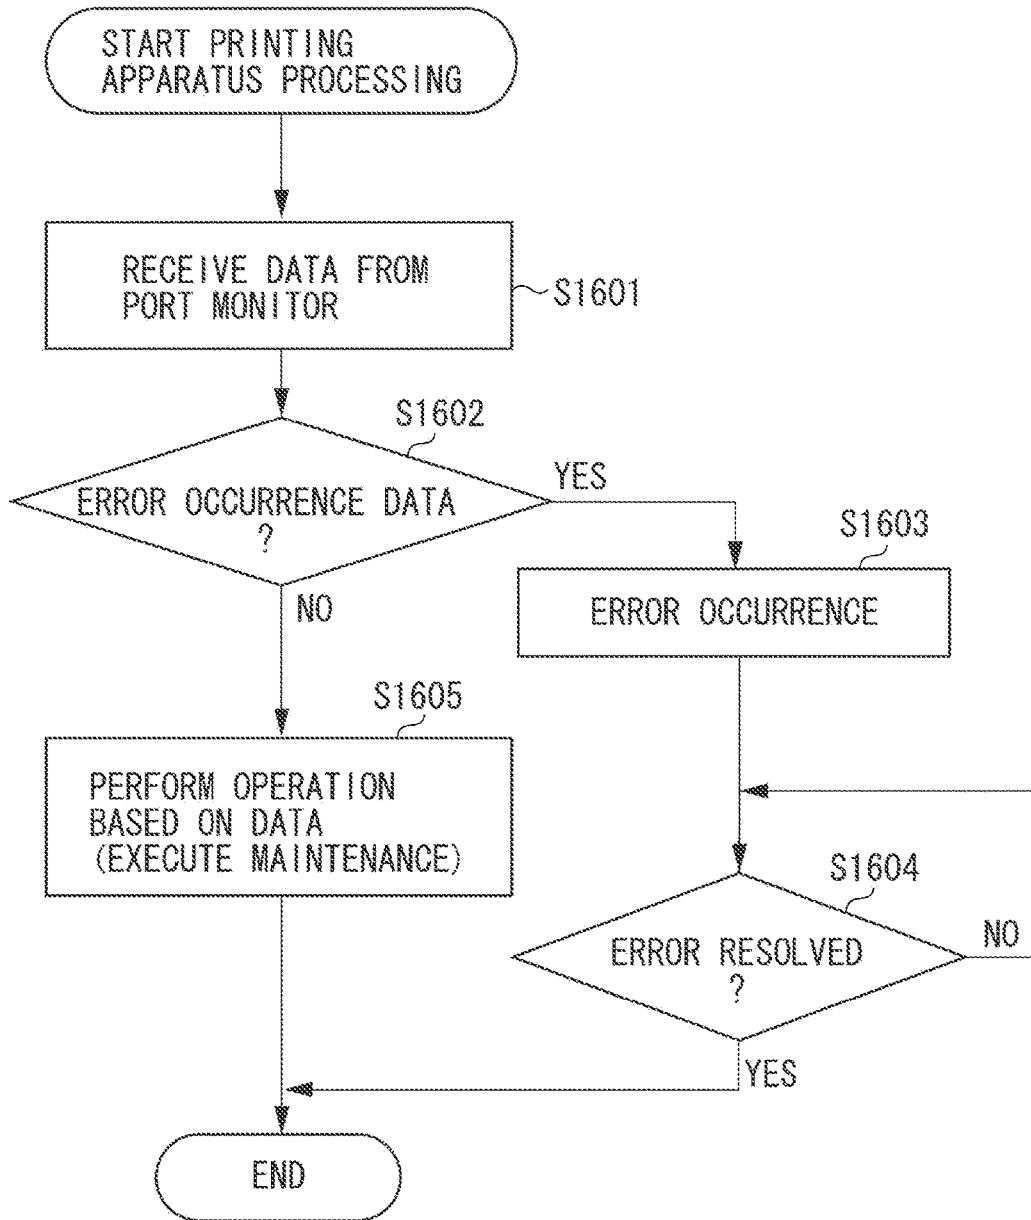 START PRINTING
APPARATUS PROCESSING
RECEIVE DATA FROM
PORT MONITOR
S1601
S1602
ERROR OCCURRENCE DATA
?
YES
NO
S1603
ERROR OCCURRENCE
S1605
PERFORM OPERATION
BASED ON DATA
(EXECUTE MAINTENANCE)
S1604
ERROR RESOLVED
?
NO
YES
END